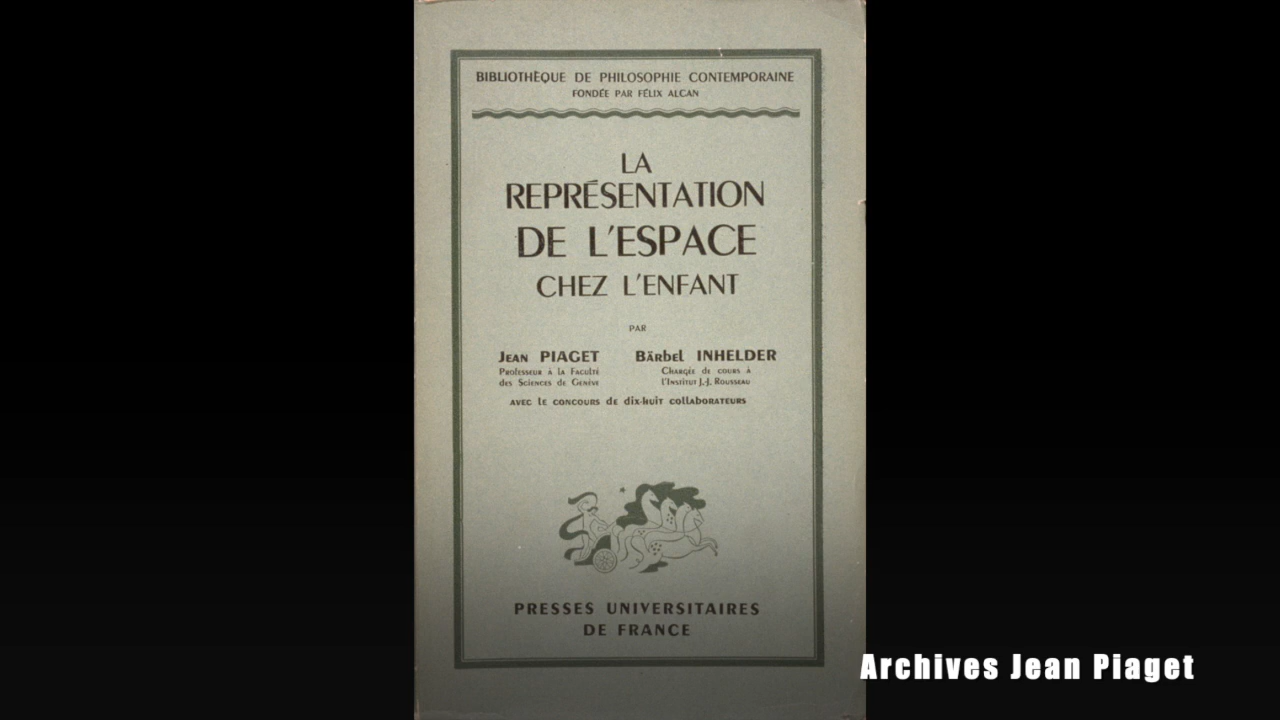 BIBLIOTHÈQUE DE PHILOSOPHIE CONTEMPORAINE
FONDÉE PAR FÉLIX ALCAN
LA
REPRÉSENTATION
DE L'ESPACE
CHEZ L'ENFANT
PAR
Jean PIAGET
Professeur à la Faculté
des Sciences de Genève
Bärbel INHELDER
Chargée de cours à
l'Institut J.-J. Rousseau
avec le concours de dix-huit collaborateurs
PRESSES UNIVERSITAIRES
DE FRANCE
Archives Jean Piaget